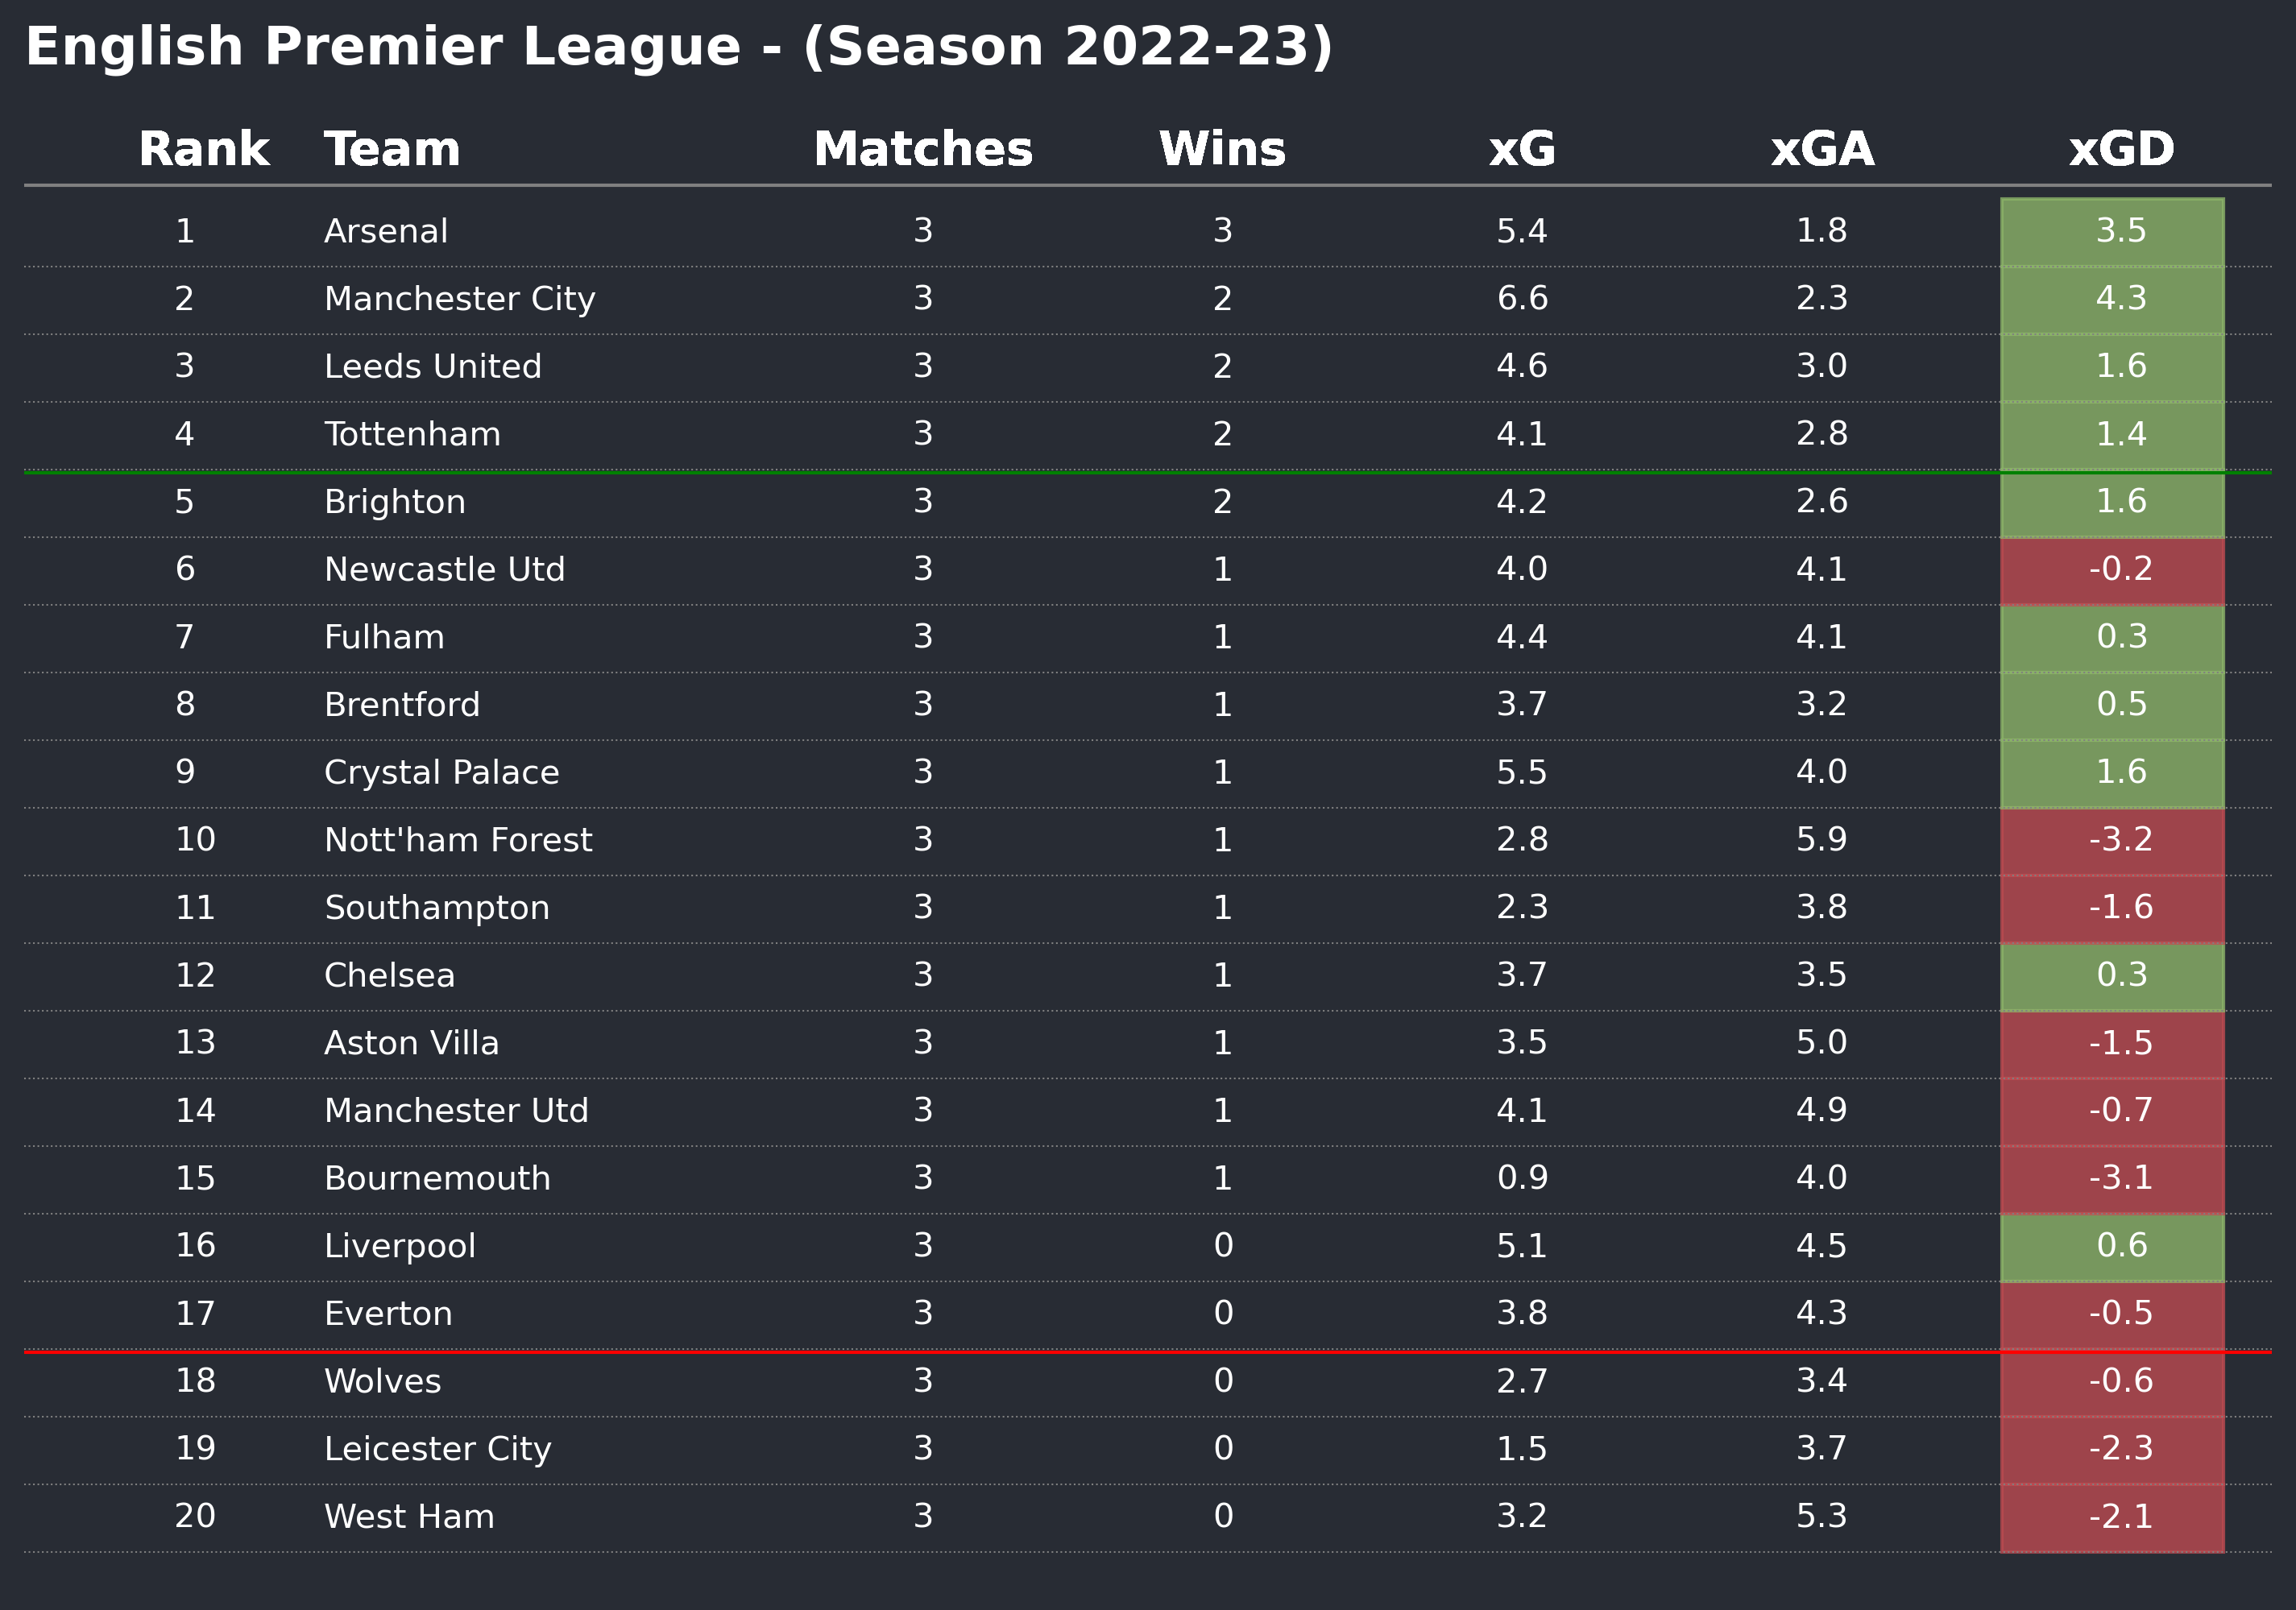 English Premier League - (Season 2022-23)
Rank Team Matches Wins xG xGA xGD
1 Arsenal 3 3 5.4 1.8 3.5
2 Manchester City 3 2 6.6 2.3 4.3
3 Leeds United 3 2 4.6 3.0 1.6
4 Tottenham 3 2 4.1 2.8 1.4
5 Brighton 3 2 4.2 2.6 1.6
6 Newcastle Utd 3 1 4.0 4.1 -0.2
7 Fulham 3 1 4.4 4.1 0.3
8 Brentford 3 1 3.7 3.2 0.5
9 Crystal Palace 3 1 5.5 4.0 1.6
10 Nott'ham Forest 3 1 2.8 5.9 -3.2
11 Southampton 3 1 2.3 3.8 -1.6
12 Chelsea 3 1 3.7 3.5 0.3
13 Aston Villa 3 1 3.5 5.0 -1.5
14 Manchester Utd 3 1 4.1 4.9 -0.7
15 Bournemouth 3 1 0.9 4.0 -3.1
16 Liverpool 3 0 5.1 4.5 0.6
17 Everton 3 0 3.8 4.3 -0.5
18 Wolves 3 0 2.7 3.4 -0.6
19 Leicester City 3 0 1.5 3.7 -2.3
20 West Ham 3 0 3.2 5.3 -2.1